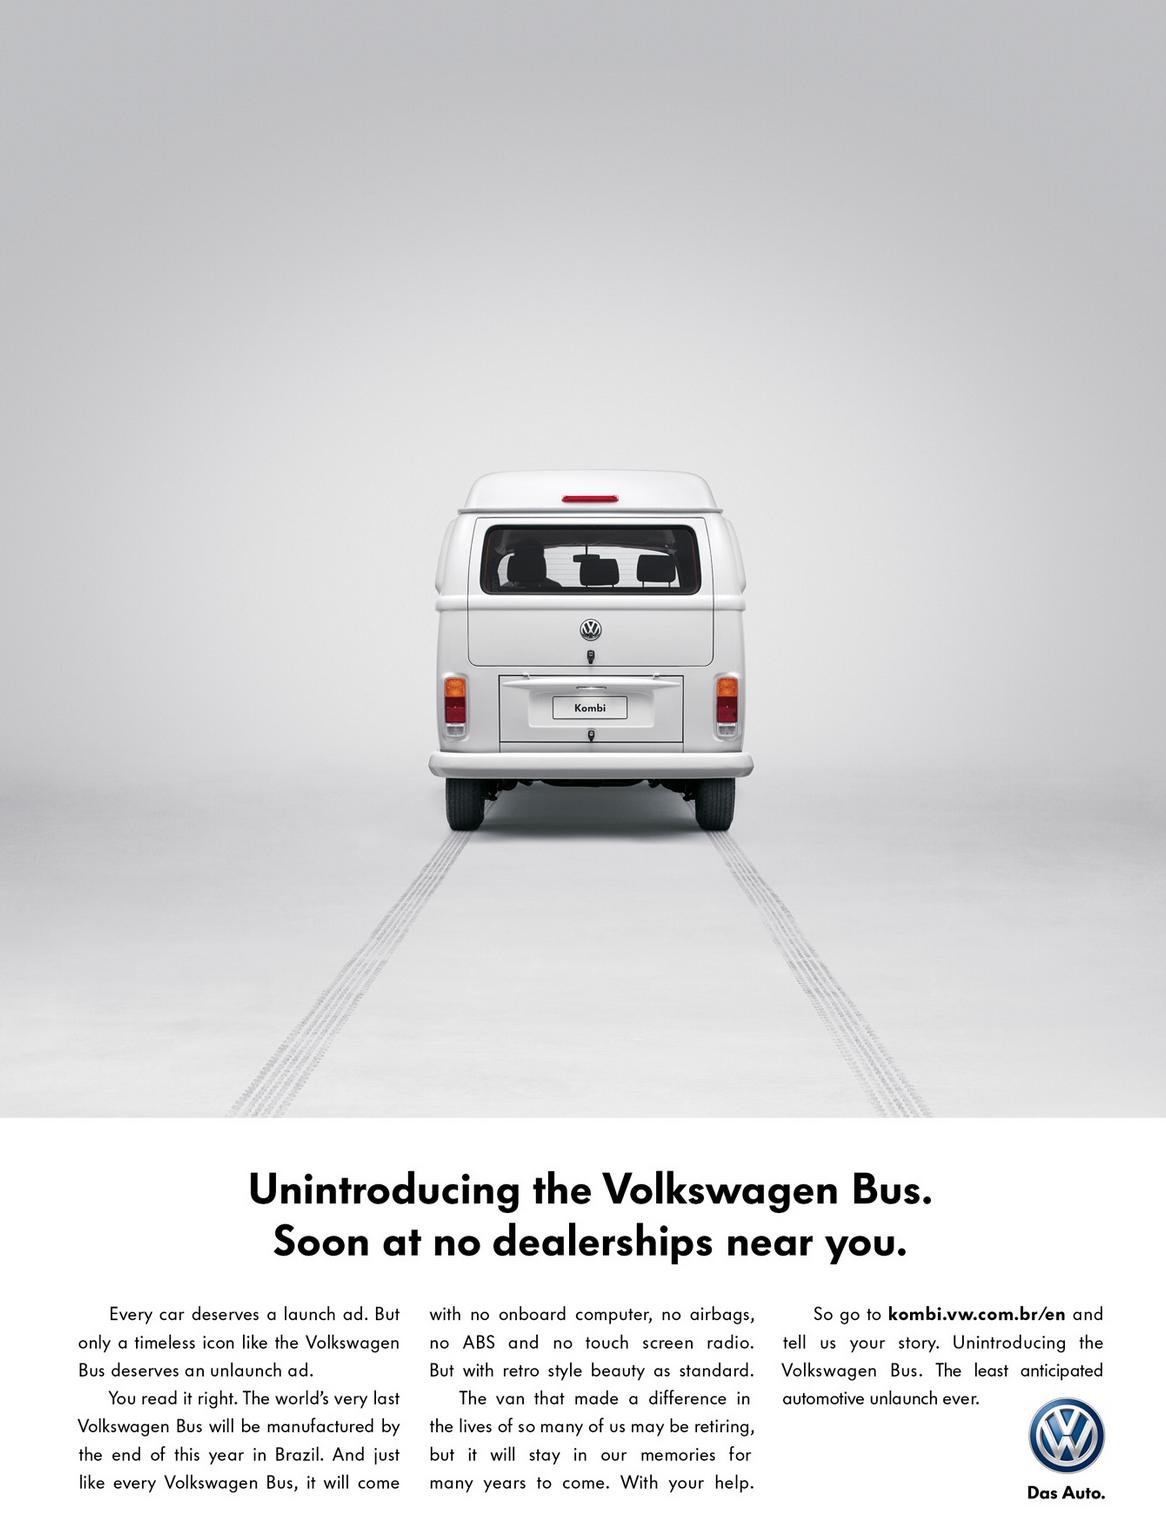 Kombi
Unintroducing the Volkswagen Bus.
Soon at no dealerships near you.
Every car deserves a launch ad. But
only a timeless icon like the Volkswagen
Bus deserves an unlaunch ad.
You read it right. The world's very last
Volkswagen Bus will be manufactured by
the end of this year in Brazil. And just
like every Volkswagen Bus, it will come
with no onboard computer, no airbags,
no ABS and no touch screen radio.
But with retro style beauty as standard.
The van that made a difference in
the lives of so many of us may be retiring,
but it will stay in our memories for
many years to come. With your help.
So go to kombi.vw.com.br/en and
tell us your story. Unintroducing the
Volkswagen Bus. The least anticipated
automotive unlaunch ever.
Das Auto.